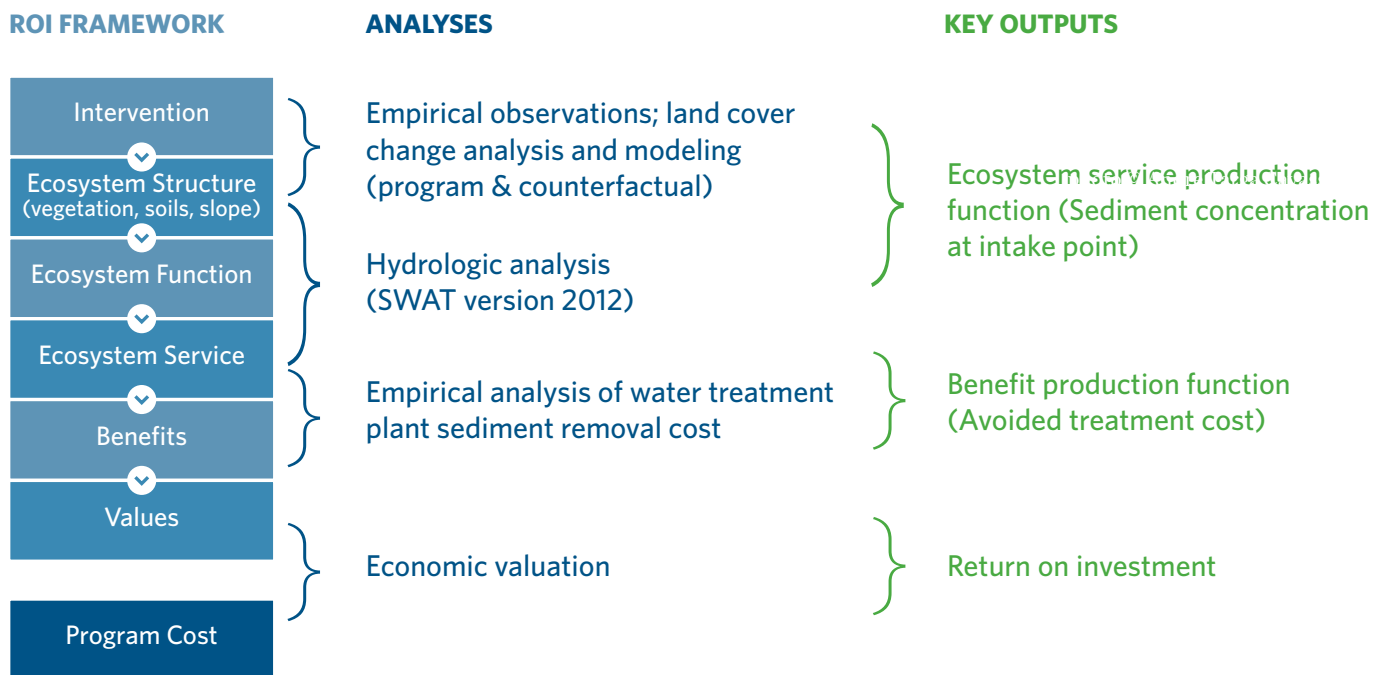 ROI FRAMEWORK
ANALYSES
KEY OUTPUTS
Intervention
Ecosystem Structure
(vegetation, soils, slope)
Ecosystem Function
Ecosystem Service
Benefits
Values
Program Cost
Empirical observations; land cover
change analysis and modeling
(program & counterfactual)
Hydrologic analysis
(SWAT version 2012)
Empirical analysis of water treatment
plant sediment removal cost
Economic valuation
Ecosystem service production
function (Sediment concentration
at intake point)
Benefit production function
(Avoided treatment cost)
Return on investment